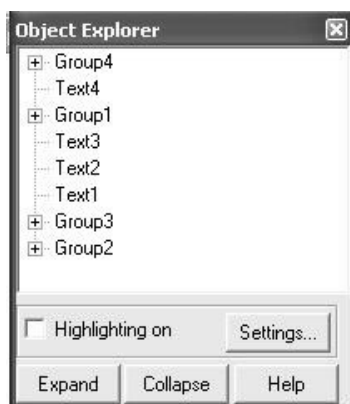 Object Explorer
Group4
Text4
Group1
Text3
Text2
Text1
Group3
Group2
Highlighting on
Settings...
Expand
Collapse
Help